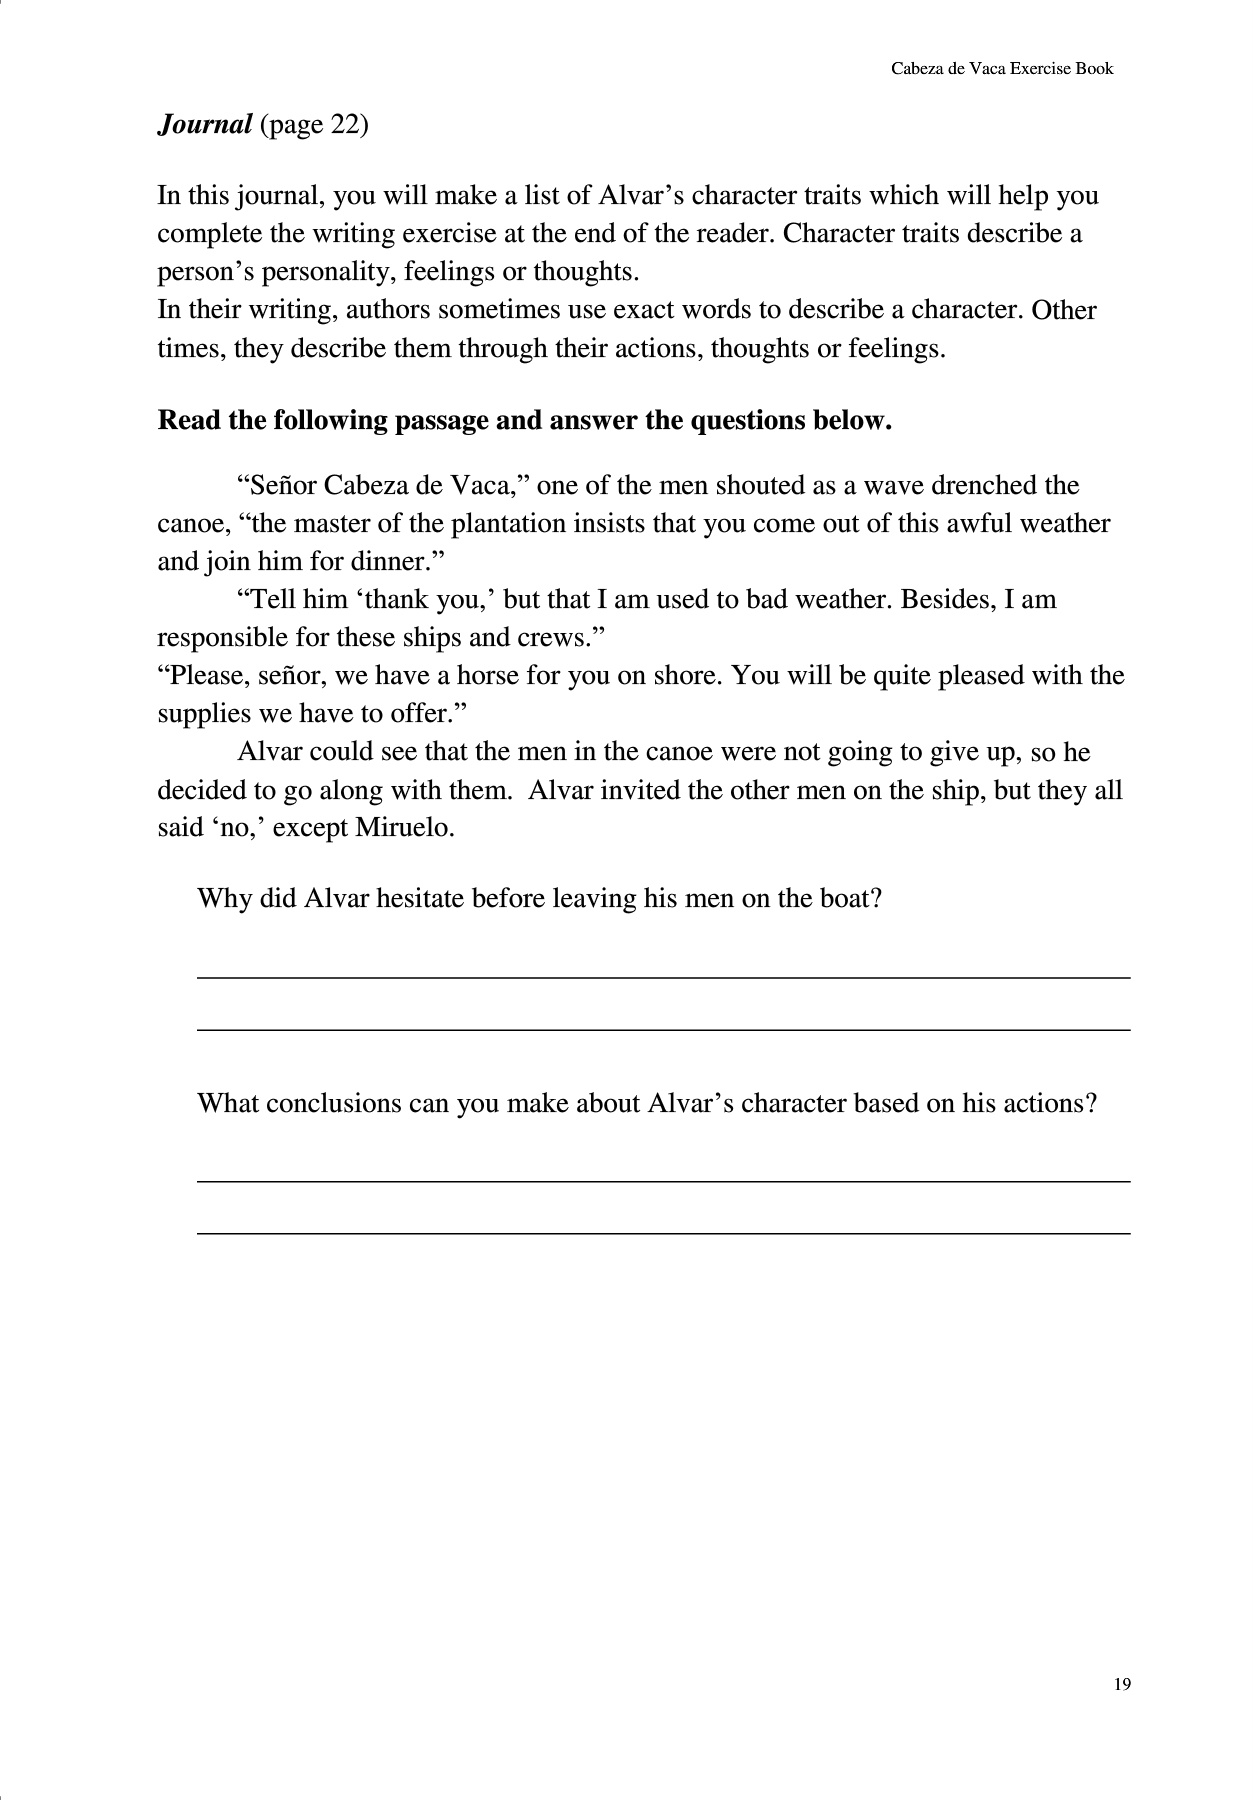 Cabeza de Vaca Exercise Book
Journal (page 22)
In this journal, you will make a list of Alvar’s character traits which will help you
complete the writing exercise at the end of the reader. Character traits describe a
person’s personality, feelings or thoughts.
In their writing, authors sometimes use exact words to describe a character. Other
times, they describe them through their actions, thoughts or feelings.
Read the following passage and answer the questions below.
“Señor Cabeza de Vaca,” one of the men shouted as a wave drenched the
canoe, “the master of the plantation insists that you come out of this awful weather
and join him for dinner.”
“Tell him ‘thank you,’ but that I am used to bad weather. Besides, I am
responsible for these ships and crews.”
“Please, señor, we have a horse for you on shore. You will be quite pleased with the
supplies we have to offer.”
Alvar could see that the men in the canoe were not going to give up, so he
decided to go along with them.  Alvar invited the other men on the ship, but they all
said ‘no,’ except Miruelo.
Why did Alvar hesitate before leaving his men on the boat?
What conclusions can you make about Alvar’s character based on his actions?
19